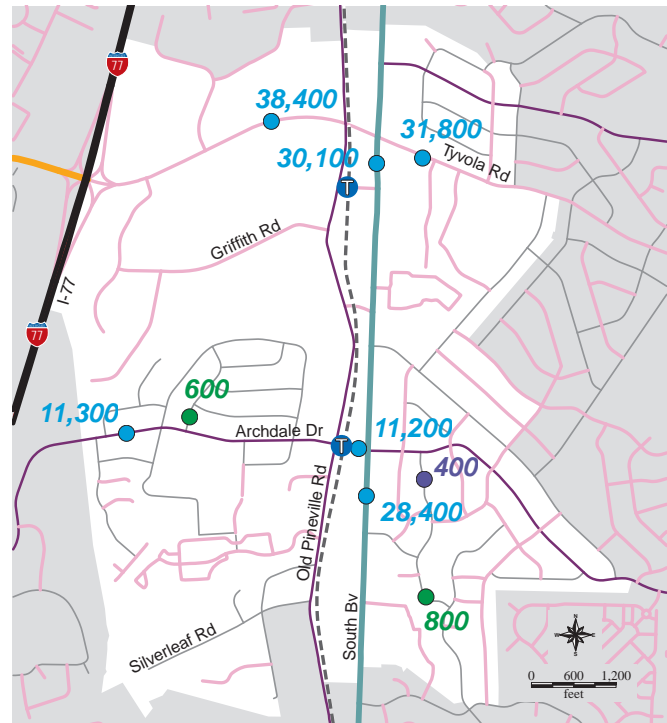 77
38,400
31,800
30,100
Tyvola Rd
T
Griffith Rd
I-77
77
600
11,300
Archdale Dr
T
11,200
400
Old Pineville Rd
28,400
South Bv
800
Silverleaf Rd
N
W E
S
0 600 1,200
feet